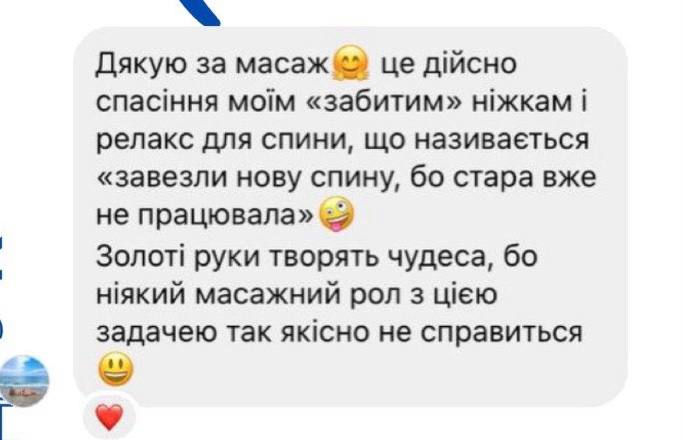 Дякую за масаж🤗 це дійсно
спасіння моїм «забитим» ніжкам і
релакс для спини, що називається
«завезли нову спину, бо стара вже
не працювала»🤪
Золоті руки творять чудеса, бо
ніякий масажний рол з цією
задачею так якісно не справиться
😃